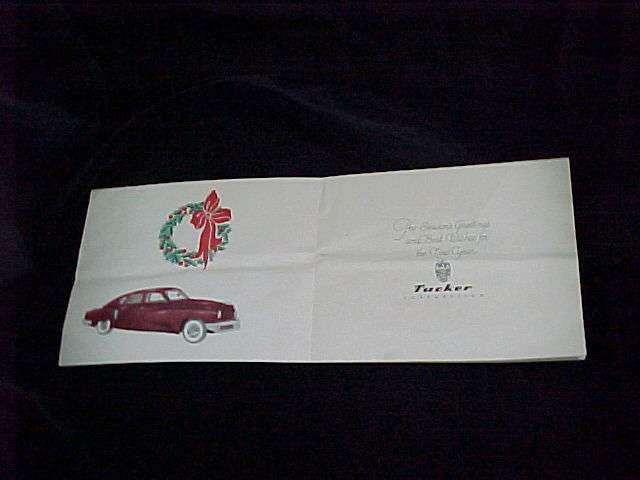 The Season's Greetings
and Best Wishes for
the New Year
Tucker
CORPORATION